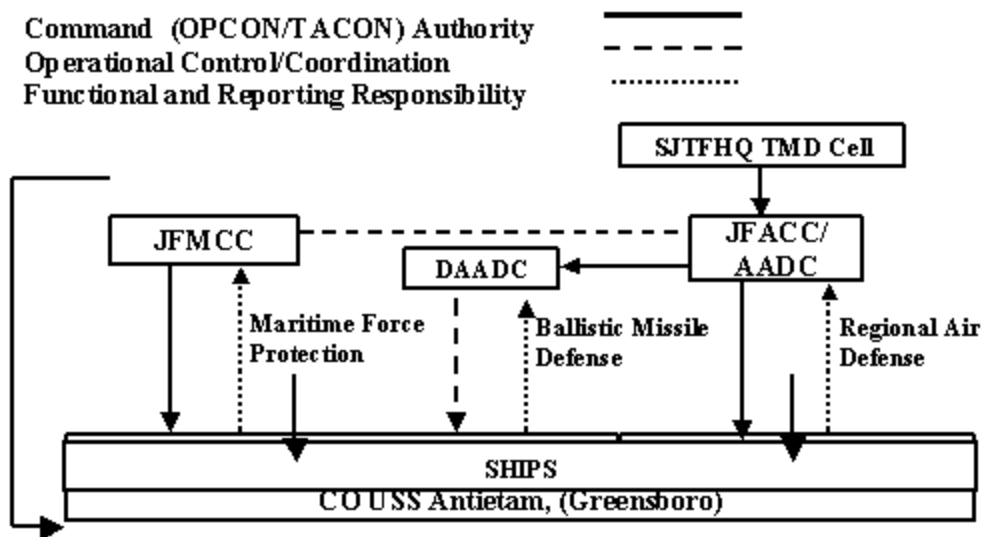 Command (OPCON/TACON) Authority
Operational Control/Coordination
Functional and Reporting Responsibility
SJTFHQ TMD Cell
JFMCC
JFACC/
AADC
DAADC
Maritime Force
Protection
Ballistic Missile
Defense
Regional Air
Defense
SHIPS
CO USS Antietam, (Greensboro)